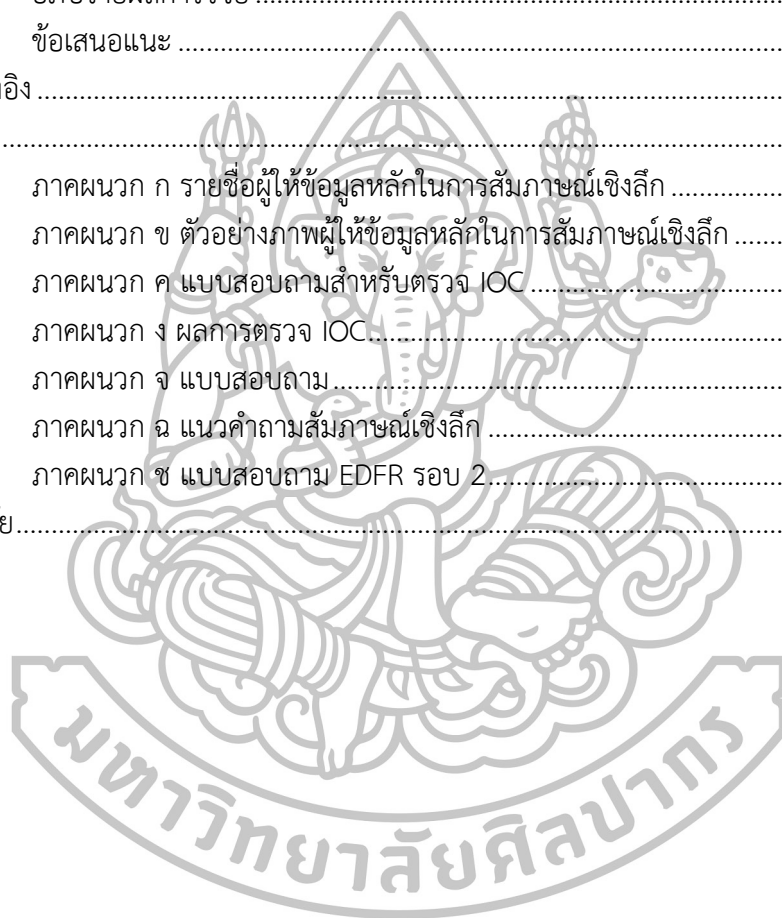 ข้อเสนอแนะ ........................................................
อิง ........................................................
........................................................
ภาคผนวก ก รายชื่อผู้ให้ข้อมูลหลักในการสัมภาษณ์เชิงลึก ................
ภาคผนวก ข ตัวอย่างภาพผู้ให้ข้อมูลหลักในการสัมภาษณ์เชิงลึก .......
ภาคผนวก ค แบบสอบถามสำหรับตรวจ IOC ................................
ภาคผนวก ง ผลการตรวจ IOC................................................
ภาคผนวก จ แบบสอบถาม ................................................
ภาคผนวก ฉ แนวคำถามสัมภาษณ์เชิงลึก ................................
ภาคผนวก ช แบบสอบถาม EDFR รอบ 2................................
มหาวิทยาลัยศิลปากร